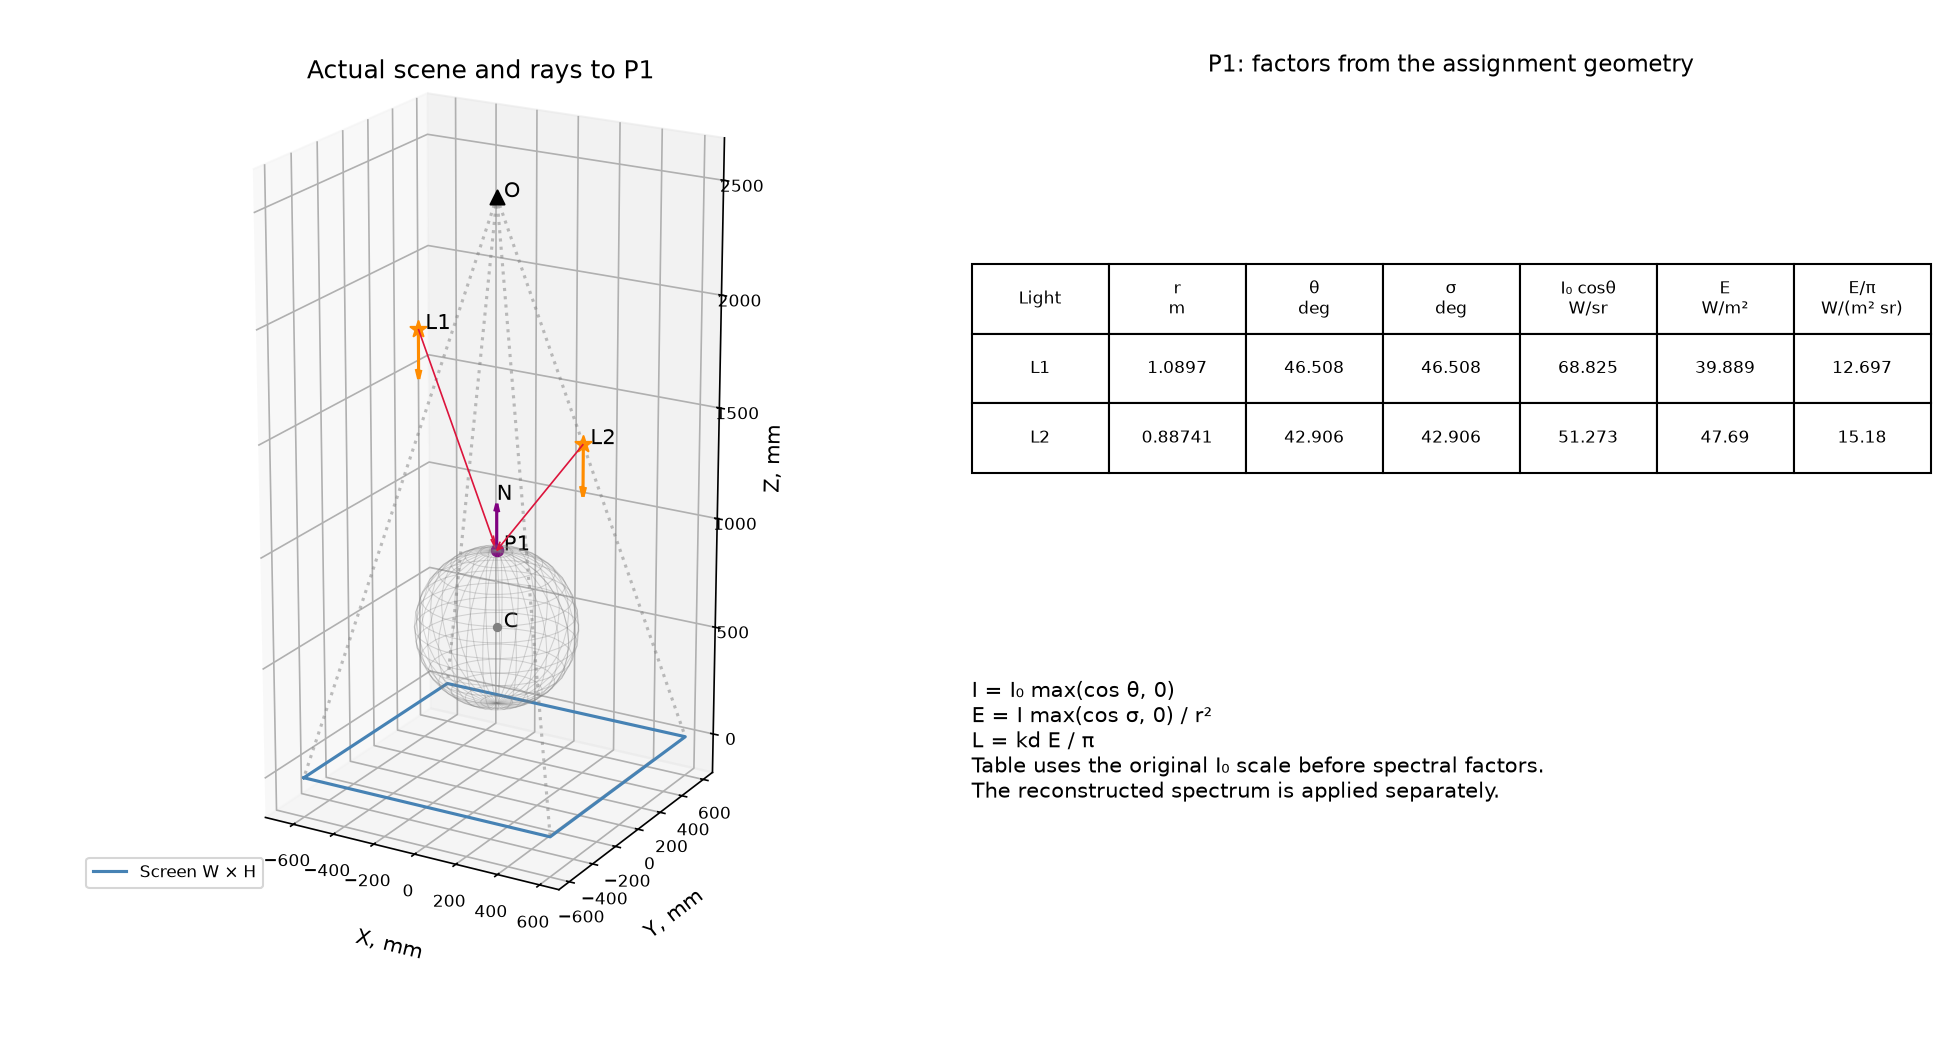 Actual scene and rays to P1
O
L1
L2
N
P1
C
2500
2000
1500
1000
500
0
Z, mm
−600
−400
−200
0
200
400
600
X, mm
−600
−400
−200
0
200
400
600
Y, mm
Screen W × H
P1: factors from the assignment geometry
Light r m θ deg σ deg I₀ cosθ W/sr E W/m² E/π W/(m² sr)
L1 1.0897 46.508 46.508 68.825 39.889 12.697
L2 0.88741 42.906 42.906 51.273 47.69 15.18
I = I₀ max(cos θ, 0)
E = I max(cos σ, 0) / r²
L = kd E / π
Table uses the original I₀ scale before spectral factors.
The reconstructed spectrum is applied separately.